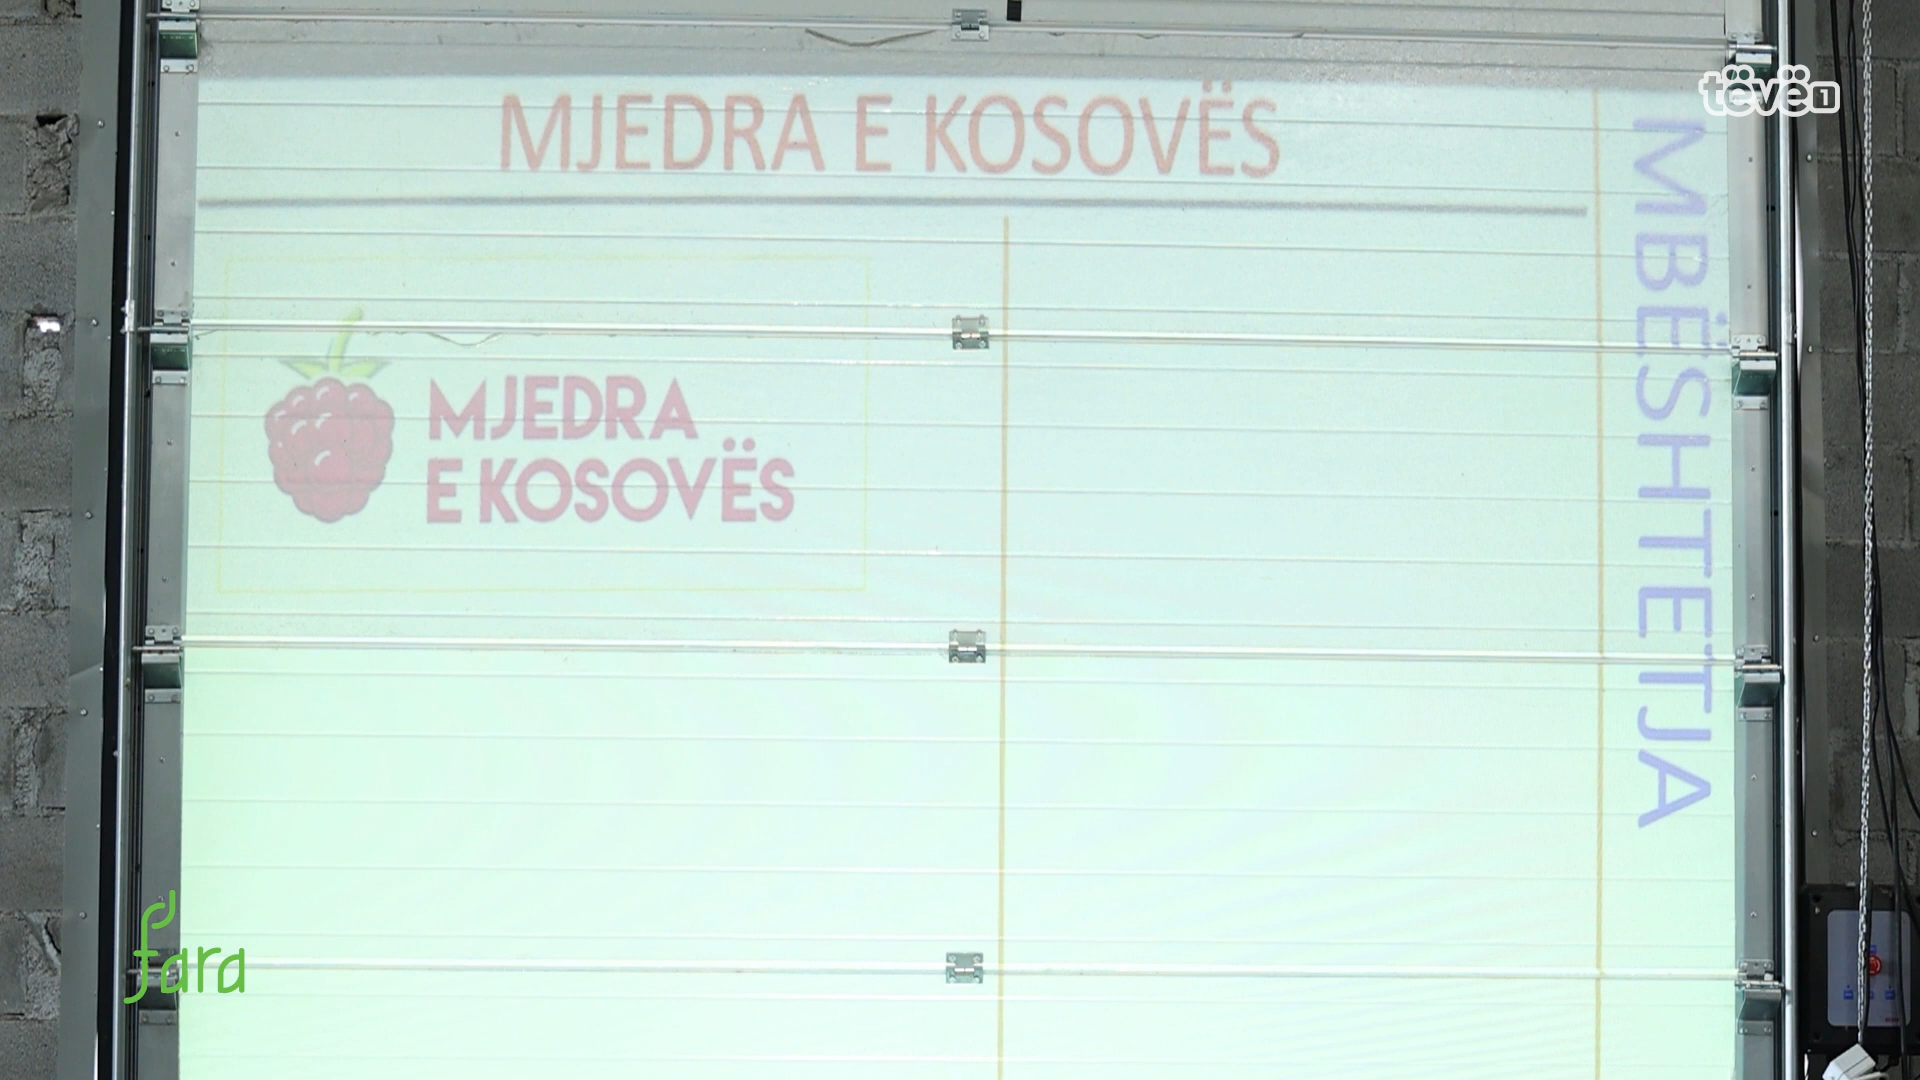 tëvë1
MJEDRA E KOSOVËS
MBËSHTETJA
MJEDRA
E KOSOVËS
fara